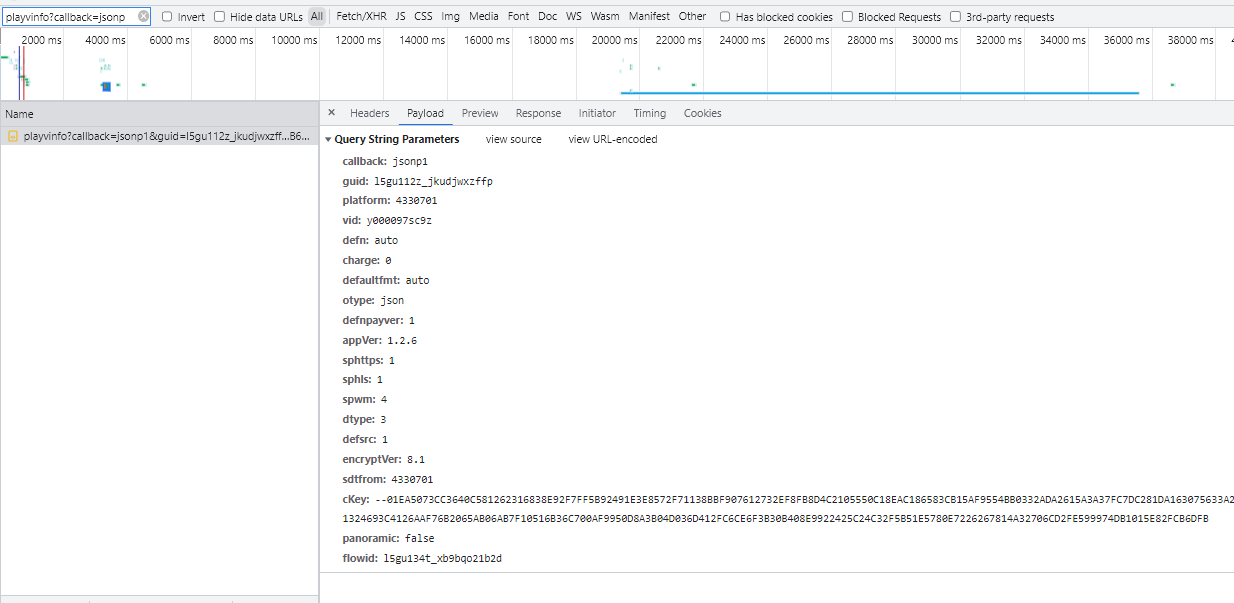 playvinfo?callback=jsonp Invert Hide data URLs All Fetch/XHR JS CSS Img Media Font Doc WS Wasm Manifest Other Has blocked cookies Blocked Requests 3rd-party requests
2000 ms 4000 ms 6000 ms 8000 ms 10000 ms 12000 ms 14000 ms 16000 ms 18000 ms 20000 ms 22000 ms 24000 ms 26000 ms 28000 ms 30000 ms 32000 ms 34000 ms 36000 ms 38000 ms 4
Name
× Headers Payload Preview Response Initiator Timing Cookies
playvinfo?callback=jsonp1&guid=l5gu112z_jkudjwxzff...B6...
▼ Query String Parameters view source view URL-encoded
callback: jsonp1
guid: l5gu112z_jkudjwxzffp
platform: 4330701
vid: y000097sc9z
defn: auto
charge: 0
defaultfmt: auto
otype: json
defnpayver: 1
appVer: 1.2.6
sphttps: 1
sphls: 1
spwm: 4
dtype: 3
defsrc: 1
encryptVer: 8.1
sdtfrom: 4330701
cKey: --01EA5073CC3640C581262316838E92F7FF5B92491E3E8572F71138BBF907612732EF8FB8D4C2105550C18EAC186583CB15AF9554BB0332ADA2615A3A37FC7DC281DA163075633A2
1324693C4126AAF76B2065AB06AB7F10516B36C700AF9950D8A3B04D036D412FC6CE6F3B30B408E9922425C24C32F5B51E5780E7226267814A32706CD2FE599974DB1015E82FCB6DFB
panoramic: false
flowid: l5gu134t_xb9bqo21b2d